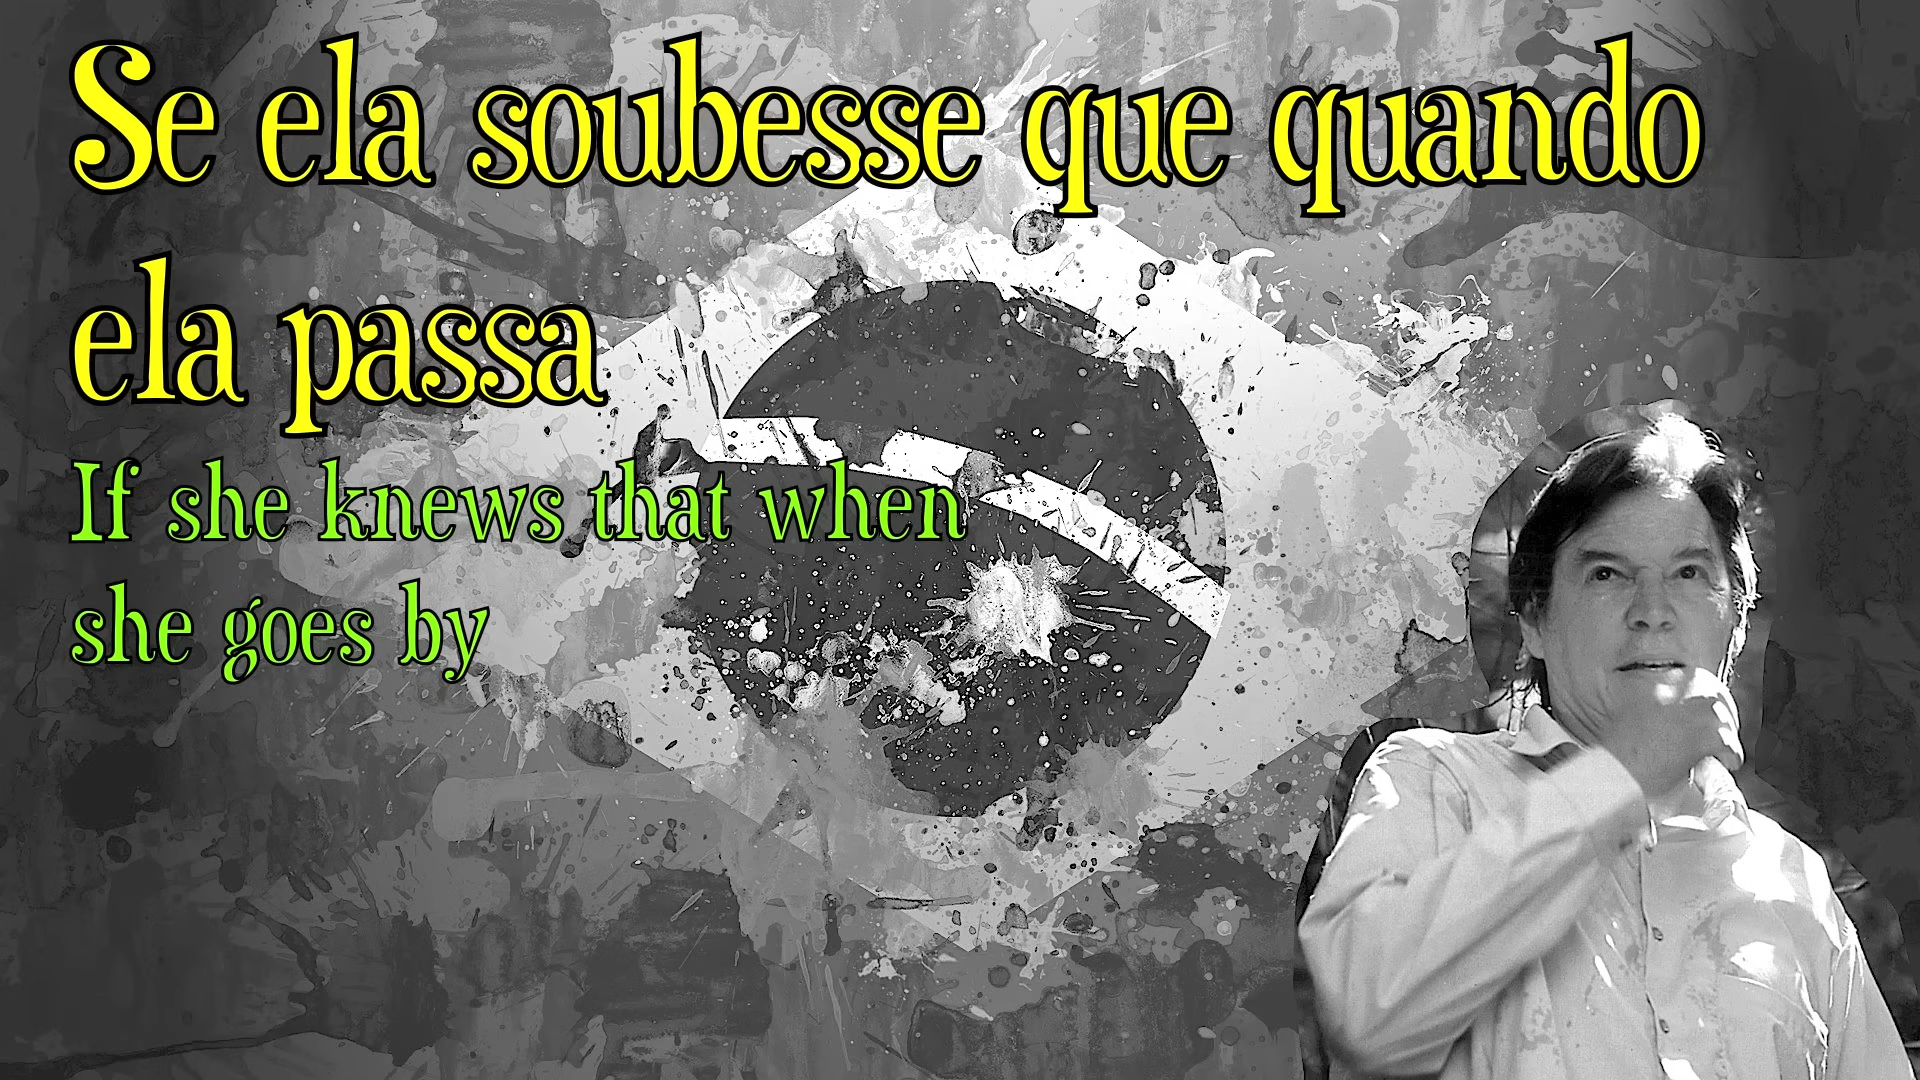 Se ela soubesse que quando
ela passa
If she knews that when
she goes by